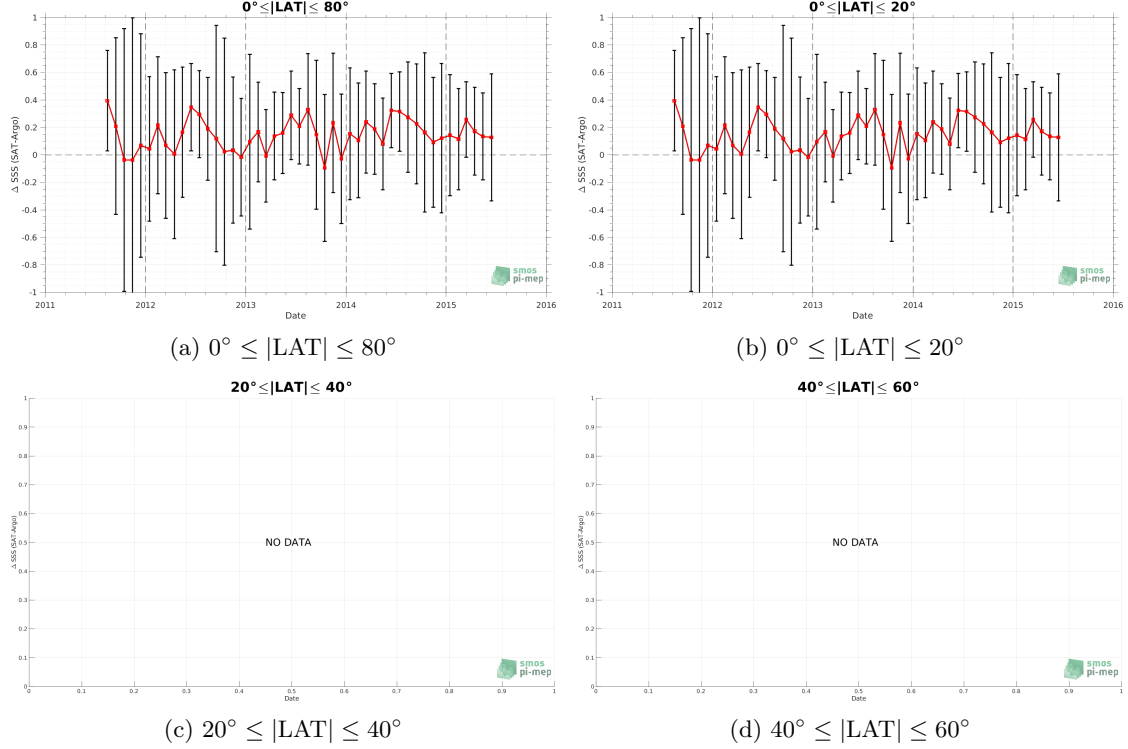 0°≤|LAT|≤ 80°
1
0.8
0.6
0.4
0.2
0
-0.2
-0.4
-0.6
-0.8
-1
Δ SSS (SAT-Argo)
smos
pi-mep
2011 2012 2013 2014 2015 2016
Date
(a) 0° ≤ |LAT| ≤ 80°
0°≤|LAT|≤ 20°
1
0.8
0.6
0.4
0.2
0
-0.2
-0.4
-0.6
-0.8
-1
Δ SSS (SAT-Argo)
smos
pi-mep
2011 2012 2013 2014 2015 2016
Date
(b) 0° ≤ |LAT| ≤ 20°
20°≤|LAT|≤ 40°
1
0.9
0.8
0.7
0.6
0.5
0.4
0.3
0.2
0.1
0
Δ SSS (SAT-Argo)
NO DATA
smos
pi-mep
0 0.1 0.2 0.3 0.4 0.5 0.6 0.7 0.8 0.9 1
Date
(c) 20° ≤ |LAT| ≤ 40°
40°≤|LAT|≤ 60°
1
0.9
0.8
0.7
0.6
0.5
0.4
0.3
0.2
0.1
0
Δ SSS (SAT-Argo)
NO DATA
smos
pi-mep
0 0.1 0.2 0.3 0.4 0.5 0.6 0.7 0.8 0.9 1
Date
(d) 40° ≤ |LAT| ≤ 60°